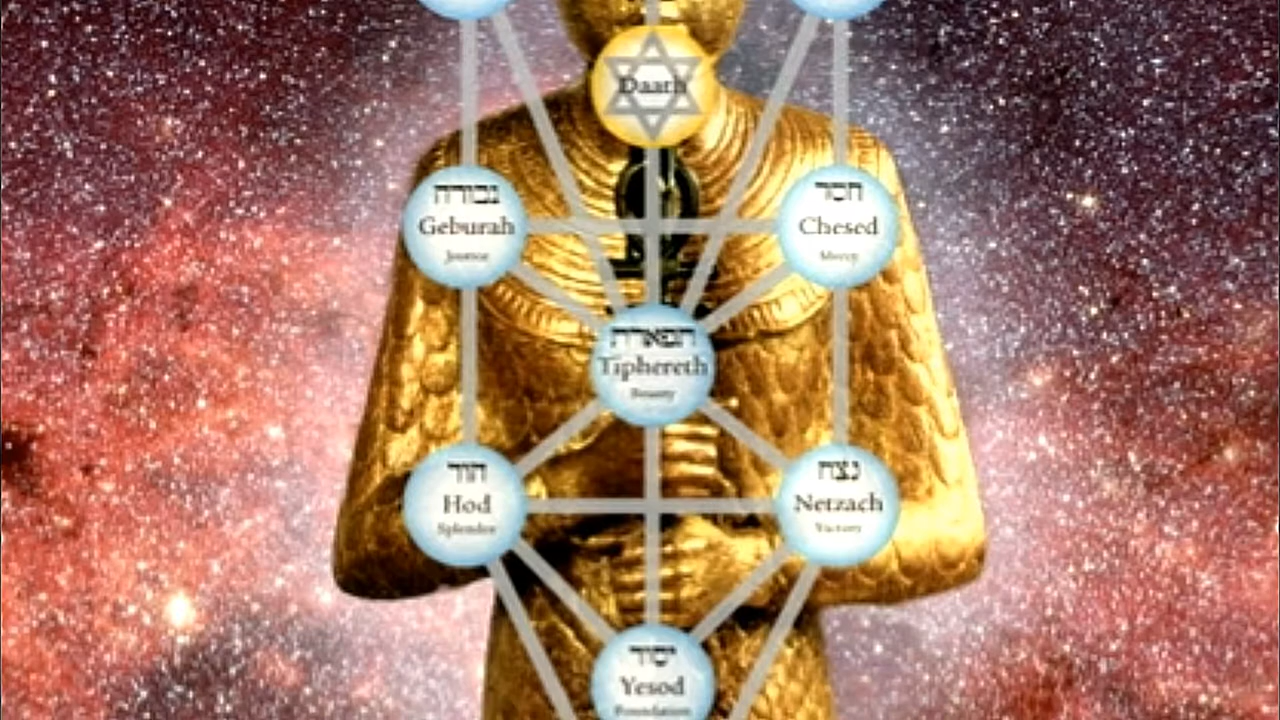 Daath
גבורה
Geburah
Justice
חסד
Chesed
Mercy
תפארת
Tiphereth
Beauty
הוד
Hod
Splendor
נצח
Netzach
Victory
יסוד
Yesod
Foundation